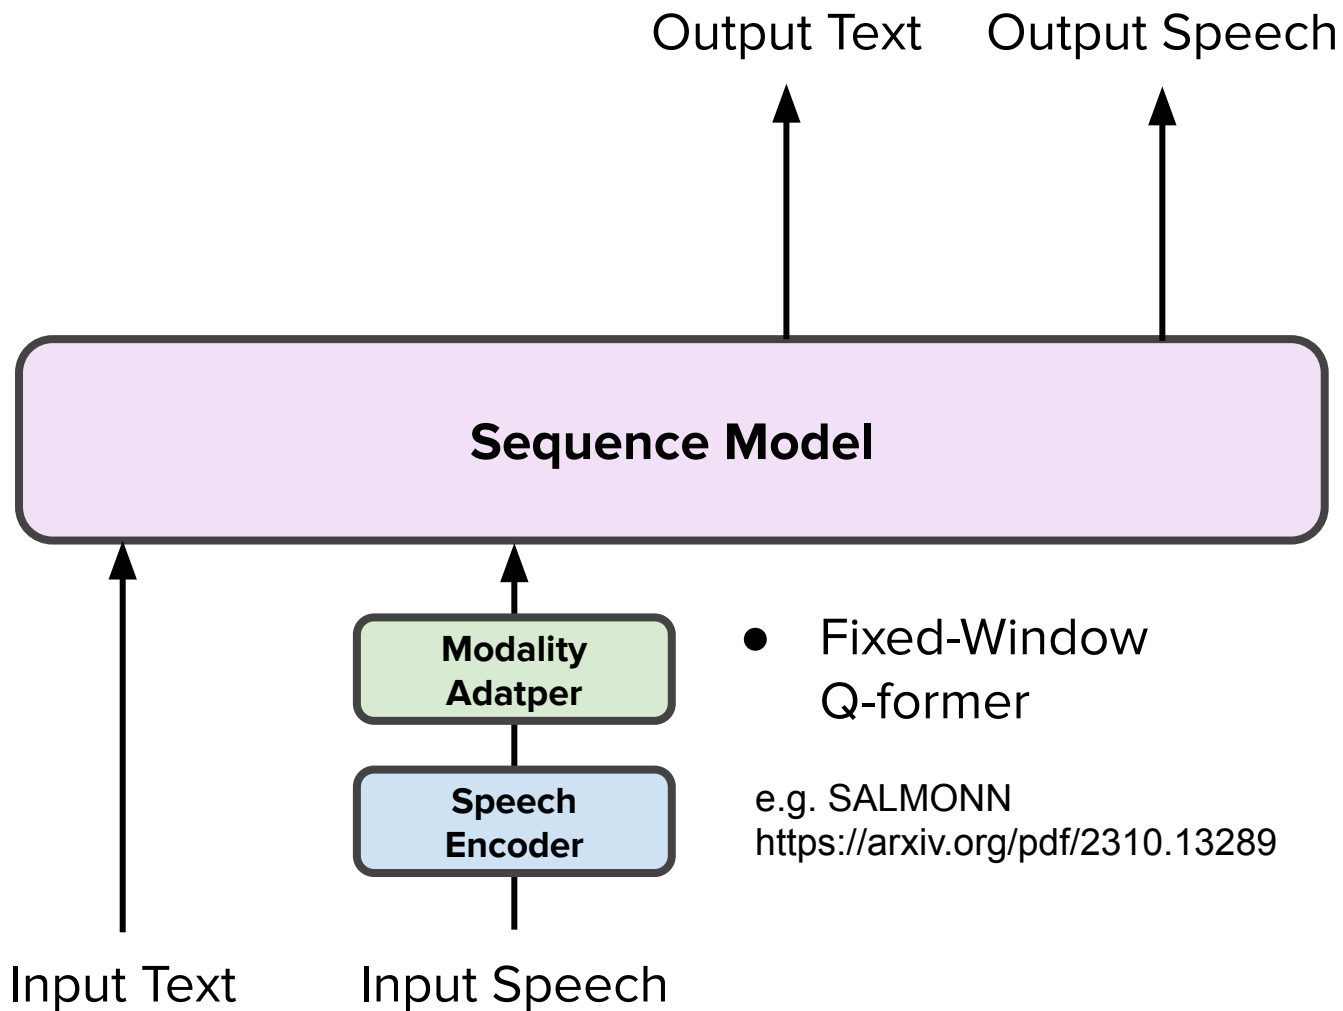 Output Text
Output Speech
Sequence Model
Modality
Adatper
● Fixed-Window
Q-former
Speech
Encoder
e.g. SALMONN
https://arxiv.org/pdf/2310.13289
Input Text
Input Speech